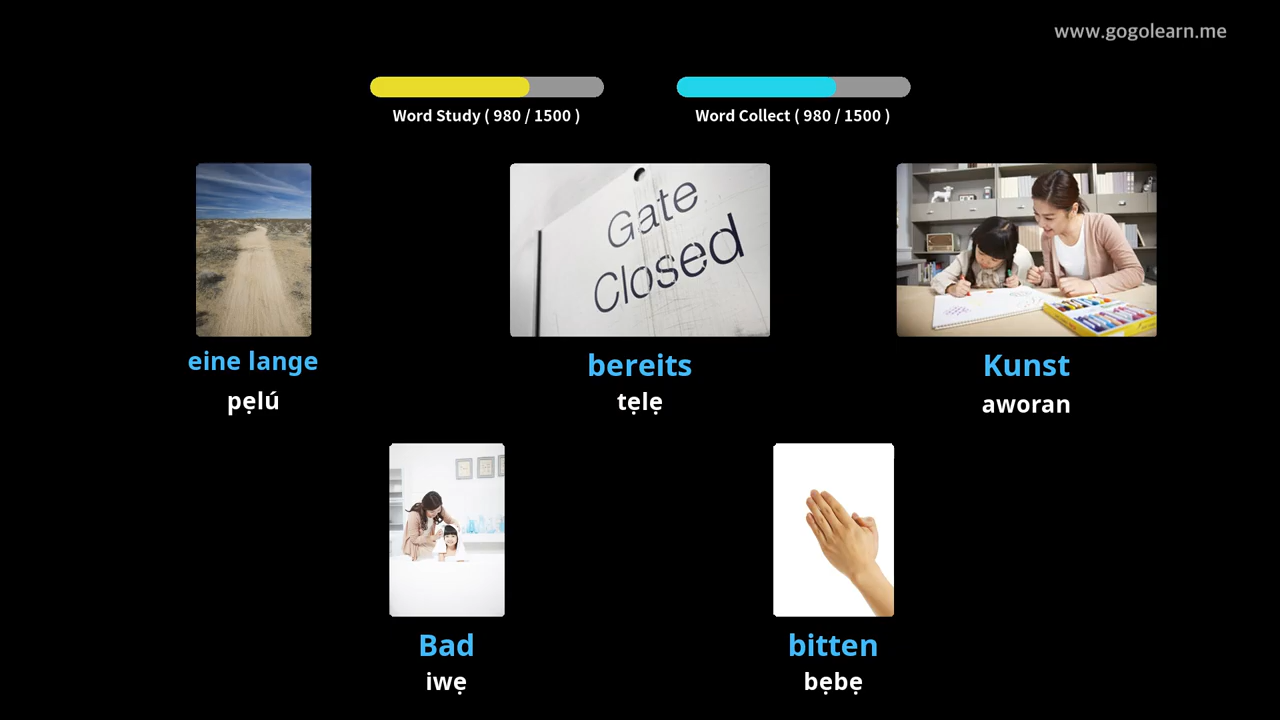 www.gogolearn.me
Word Study ( 980 / 1500 )
Word Collect ( 980 / 1500 )
Gate
Closed
eine lange
pẹlú
bereits
tẹlẹ
Kunst
aworan
Bad
iwẹ
bitten
bẹbẹ